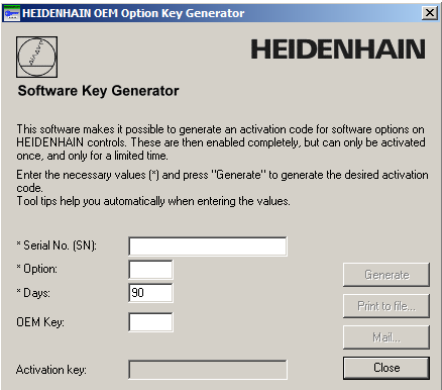 HEIDENHAIN OEM Option Key Generator
HEIDENHAIN
Software Key Generator
This software makes it possible to generate an activation code for software options on
HEIDENHAIN controls. These are then enabled completely, but can only be activated
once, and only for a limited time.
Enter the necessary values (*) and press "Generate" to generate the desired activation
code.
Tool tips help you automatically when entering the values.
* Serial No. (SN):
* Option:
Generate
* Days: 90
Print to file...
OEM Key:
Mail...
Activation key:
Close